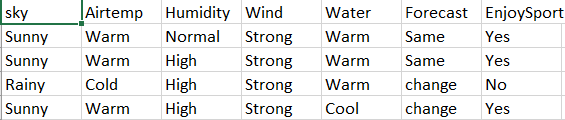 sky Airtemp Humidity Wind Water Forecast EnjoySport
Sunny Warm Normal Strong Warm Same Yes
Sunny Warm High Strong Warm Same Yes
Rainy Cold High Strong Warm change No
Sunny Warm High Strong Cool change Yes